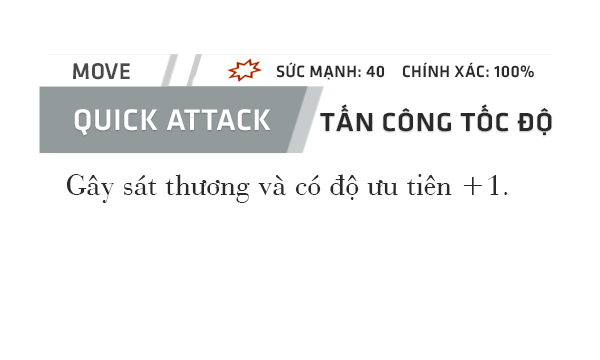 MOVE SỨC MẠNH: 40 CHÍNH XÁC: 100%
QUICK ATTACK TẤN CÔNG TỐC ĐỘ
Gây sát thương và có độ ưu tiên +1.